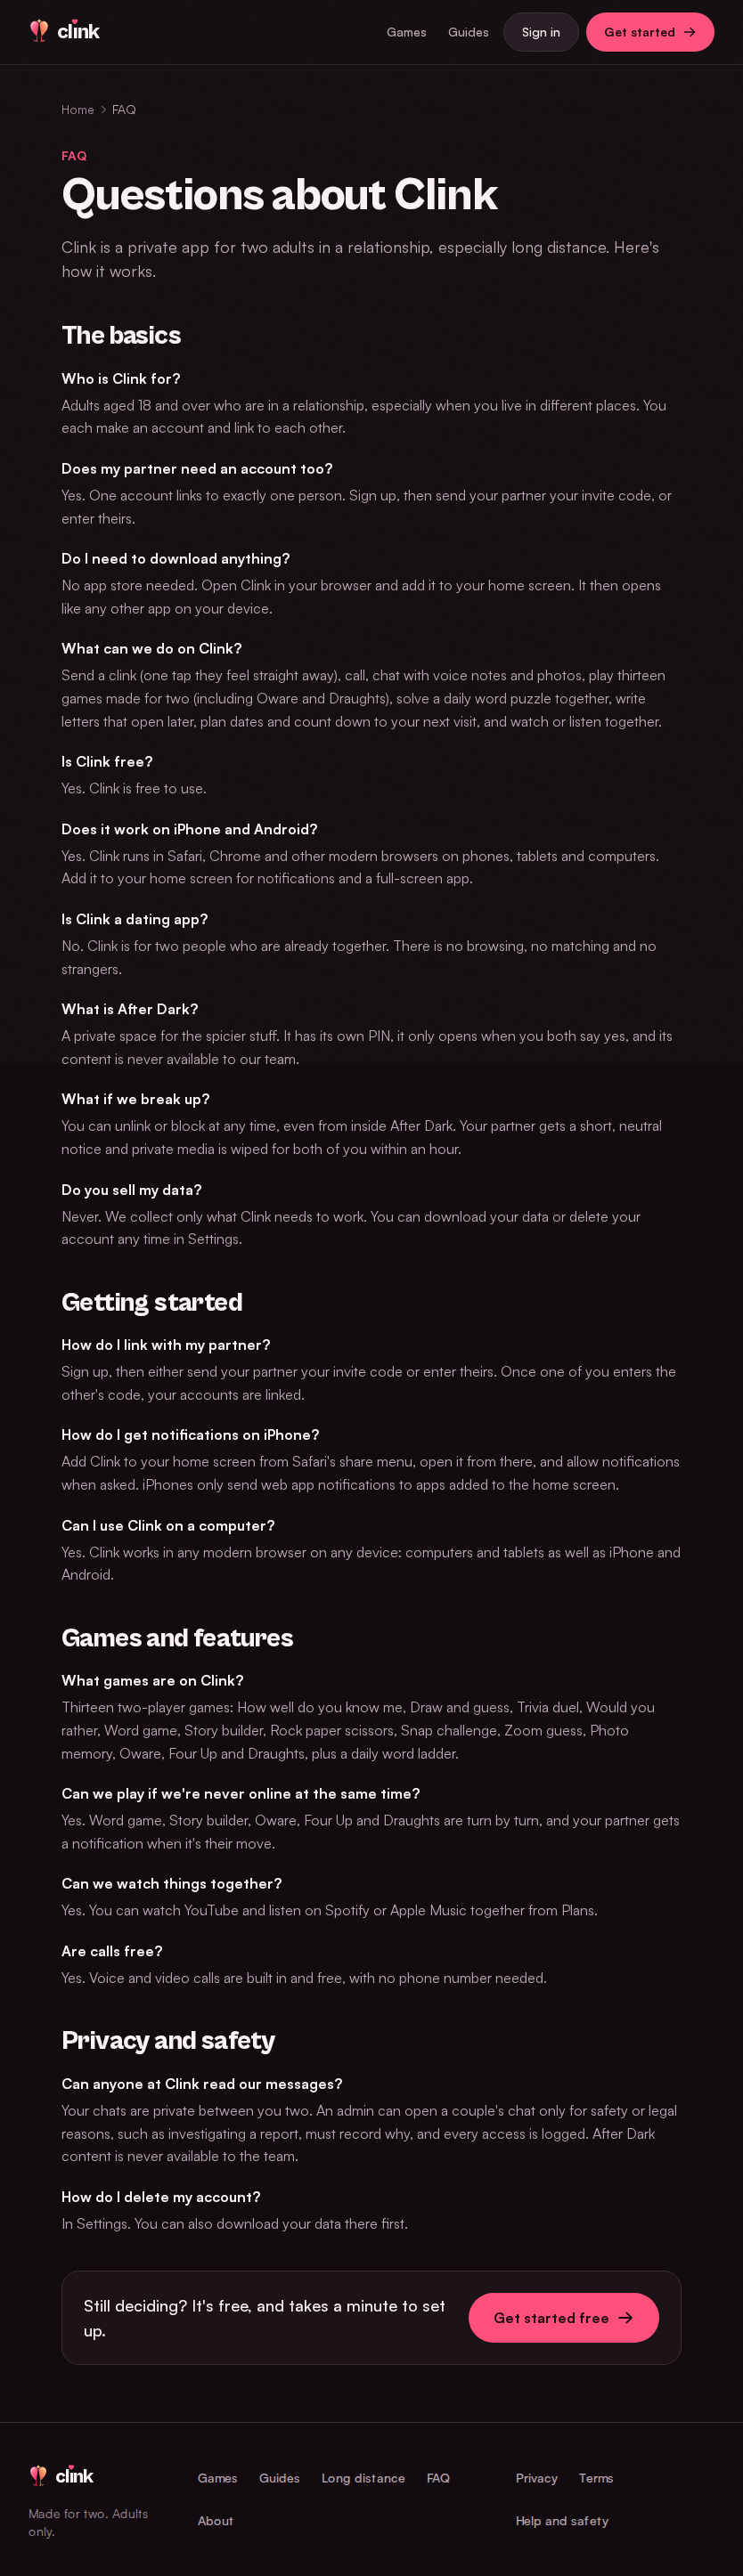 clink
Games
Guides
Sign in
Get started →
Home > FAQ
FAQ
Questions about Clink
Clink is a private app for two adults in a relationship, especially long distance. Here's
how it works.
The basics
Who is Clink for?
Adults aged 18 and over who are in a relationship, especially when you live in different places. You
each make an account and link to each other.
Does my partner need an account too?
Yes. One account links to exactly one person. Sign up, then send your partner your invite code, or
enter theirs.
Do I need to download anything?
No app store needed. Open Clink in your browser and add it to your home screen. It then opens
like any other app on your device.
What can we do on Clink?
Send a clink (one tap they feel straight away), call, chat with voice notes and photos, play thirteen
games made for two (including Oware and Draughts), solve a daily word puzzle together, write
letters that open later, plan dates and count down to your next visit, and watch or listen together.
Is Clink free?
Yes. Clink is free to use.
Does it work on iPhone and Android?
Yes. Clink runs in Safari, Chrome and other modern browsers on phones, tablets and computers.
Add it to your home screen for notifications and a full-screen app.
Is Clink a dating app?
No. Clink is for two people who are already together. There is no browsing, no matching and no
strangers.
What is After Dark?
A private space for the spicier stuff. It has its own PIN, it only opens when you both say yes, and its
content is never available to our team.
What if we break up?
You can unlink or block at any time, even from inside After Dark. Your partner gets a short, neutral
notice and private media is wiped for both of you within an hour.
Do you sell my data?
Never. We collect only what Clink needs to work. You can download your data or delete your
account any time in Settings.
Getting started
How do I link with my partner?
Sign up, then either send your partner your invite code or enter theirs. Once one of you enters the
other's code, your accounts are linked.
How do I get notifications on iPhone?
Add Clink to your home screen from Safari's share menu, open it from there, and allow notifications
when asked. iPhones only send web app notifications to apps added to the home screen.
Can I use Clink on a computer?
Yes. Clink works in any modern browser on any device: computers and tablets as well as iPhone and
Android.
Games and features
What games are on Clink?
Thirteen two-player games: How well do you know me, Draw and guess, Trivia duel, Would you
rather, Word game, Story builder, Rock paper scissors, Snap challenge, Zoom guess, Photo
memory, Oware, Four Up and Draughts, plus a daily word ladder.
Can we play if we're never online at the same time?
Yes. Word game, Story builder, Oware, Four Up and Draughts are turn by turn, and your partner gets
a notification when it's their move.
Can we watch things together?
Yes. You can watch YouTube and listen on Spotify or Apple Music together from Plans.
Are calls free?
Yes. Voice and video calls are built in and free, with no phone number needed.
Privacy and safety
Can anyone at Clink read our messages?
Your chats are private between you two. An admin can open a couple's chat only for safety or legal
reasons, such as investigating a report, must record why, and every access is logged. After Dark
content is never available to the team.
How do I delete my account?
In Settings. You can also download your data there first.
Still deciding? It's free, and takes a minute to set
up.
Get started free →
clink
Made for two. Adults
only.
Games
Guides
Long distance
FAQ
About
Privacy
Terms
Help and safety